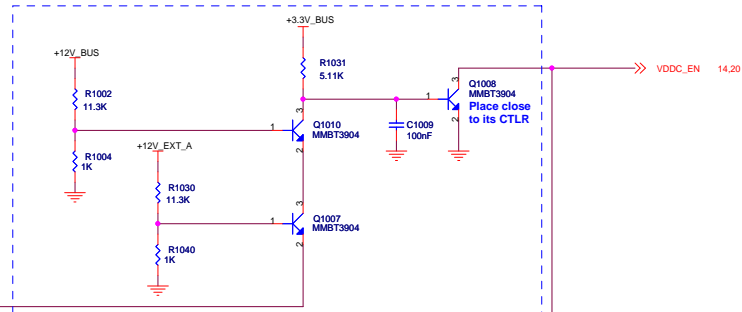 +3.3V_BUS
+12V_BUS
R1031
5.11K
VDDC_EN 14,20
3
Q1008
MMBT3904
1
Place close
to its CTLR
2
R1002
11.3K
3
Q1010
MMBT3904
1
2
C1009
100nF
+12V_EXT_A
R1004
1K
R1030
11.3K
3
Q1007
MMBT3904
1
2
R1040
1K